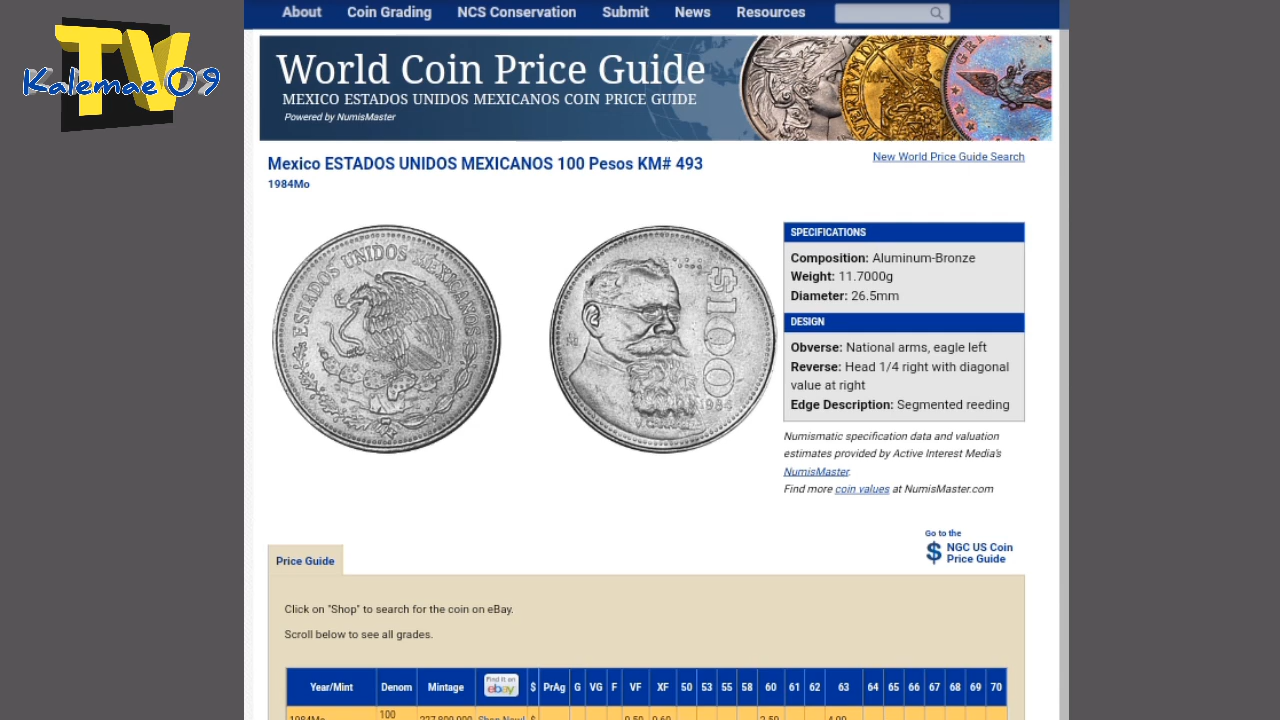 About Coin Grading NCS Conservation Submit News Resources
TV
Kalemae 09
World Coin Price Guide
MEXICO ESTADOS UNIDOS MEXICANOS COIN PRICE GUIDE
Powered by NumisMaster
New World Price Guide Search
Mexico ESTADOS UNIDOS MEXICANOS 100 Pesos KM# 493
1984Mo
ESTADOS UNIDOS MEXICANOS
$100
1984
SPECIFICATIONS
Composition: Aluminum-Bronze
Weight: 11.7000g
Diameter: 26.5mm
DESIGN
Obverse: National arms, eagle left
Reverse: Head 1/4 right with diagonal
value at right
Edge Description: Segmented reeding
Numismatic specification data and valuation
estimates provided by Active Interest Media's
NumisMaster.
Find more coin values at NumisMaster.com
Go to the
$ NGC US Coin
Price Guide
Price Guide
Click on "Shop" to search for the coin on eBay.
Scroll below to see all grades.
Year/Mint Denom Mintage Find it on ebay $ PrAg G VG F VF XF 50 53 55 58 60 61 62 63 64 65 66 67 68 69 70
1984Mo 100